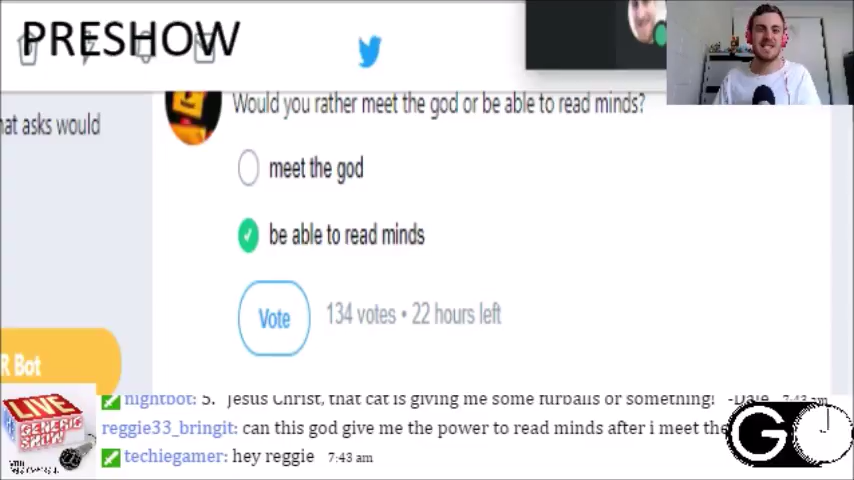 PRESHOW
Would you rather meet the god or be able to read minds?
hat asks would
meet the god
be able to read minds
Vote 134 votes • 22 hours left
R Bot
nightbot: 5. Jesus Christ, that cat is giving me some furballs or something! -Dale 7:43 am
reggie33_bringit: can this god give me the power to read minds after i meet the
techiegamer: hey reggie 7:43 am
LIVE
GENERIC
SHOW
GO